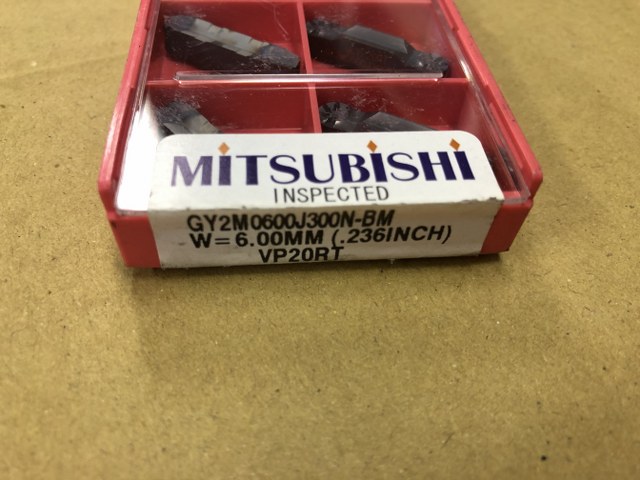 MITSUBISHI
INSPECTED
GY2M0600J300N-BM
W=6.00MM (.236INCH)
VP20RT